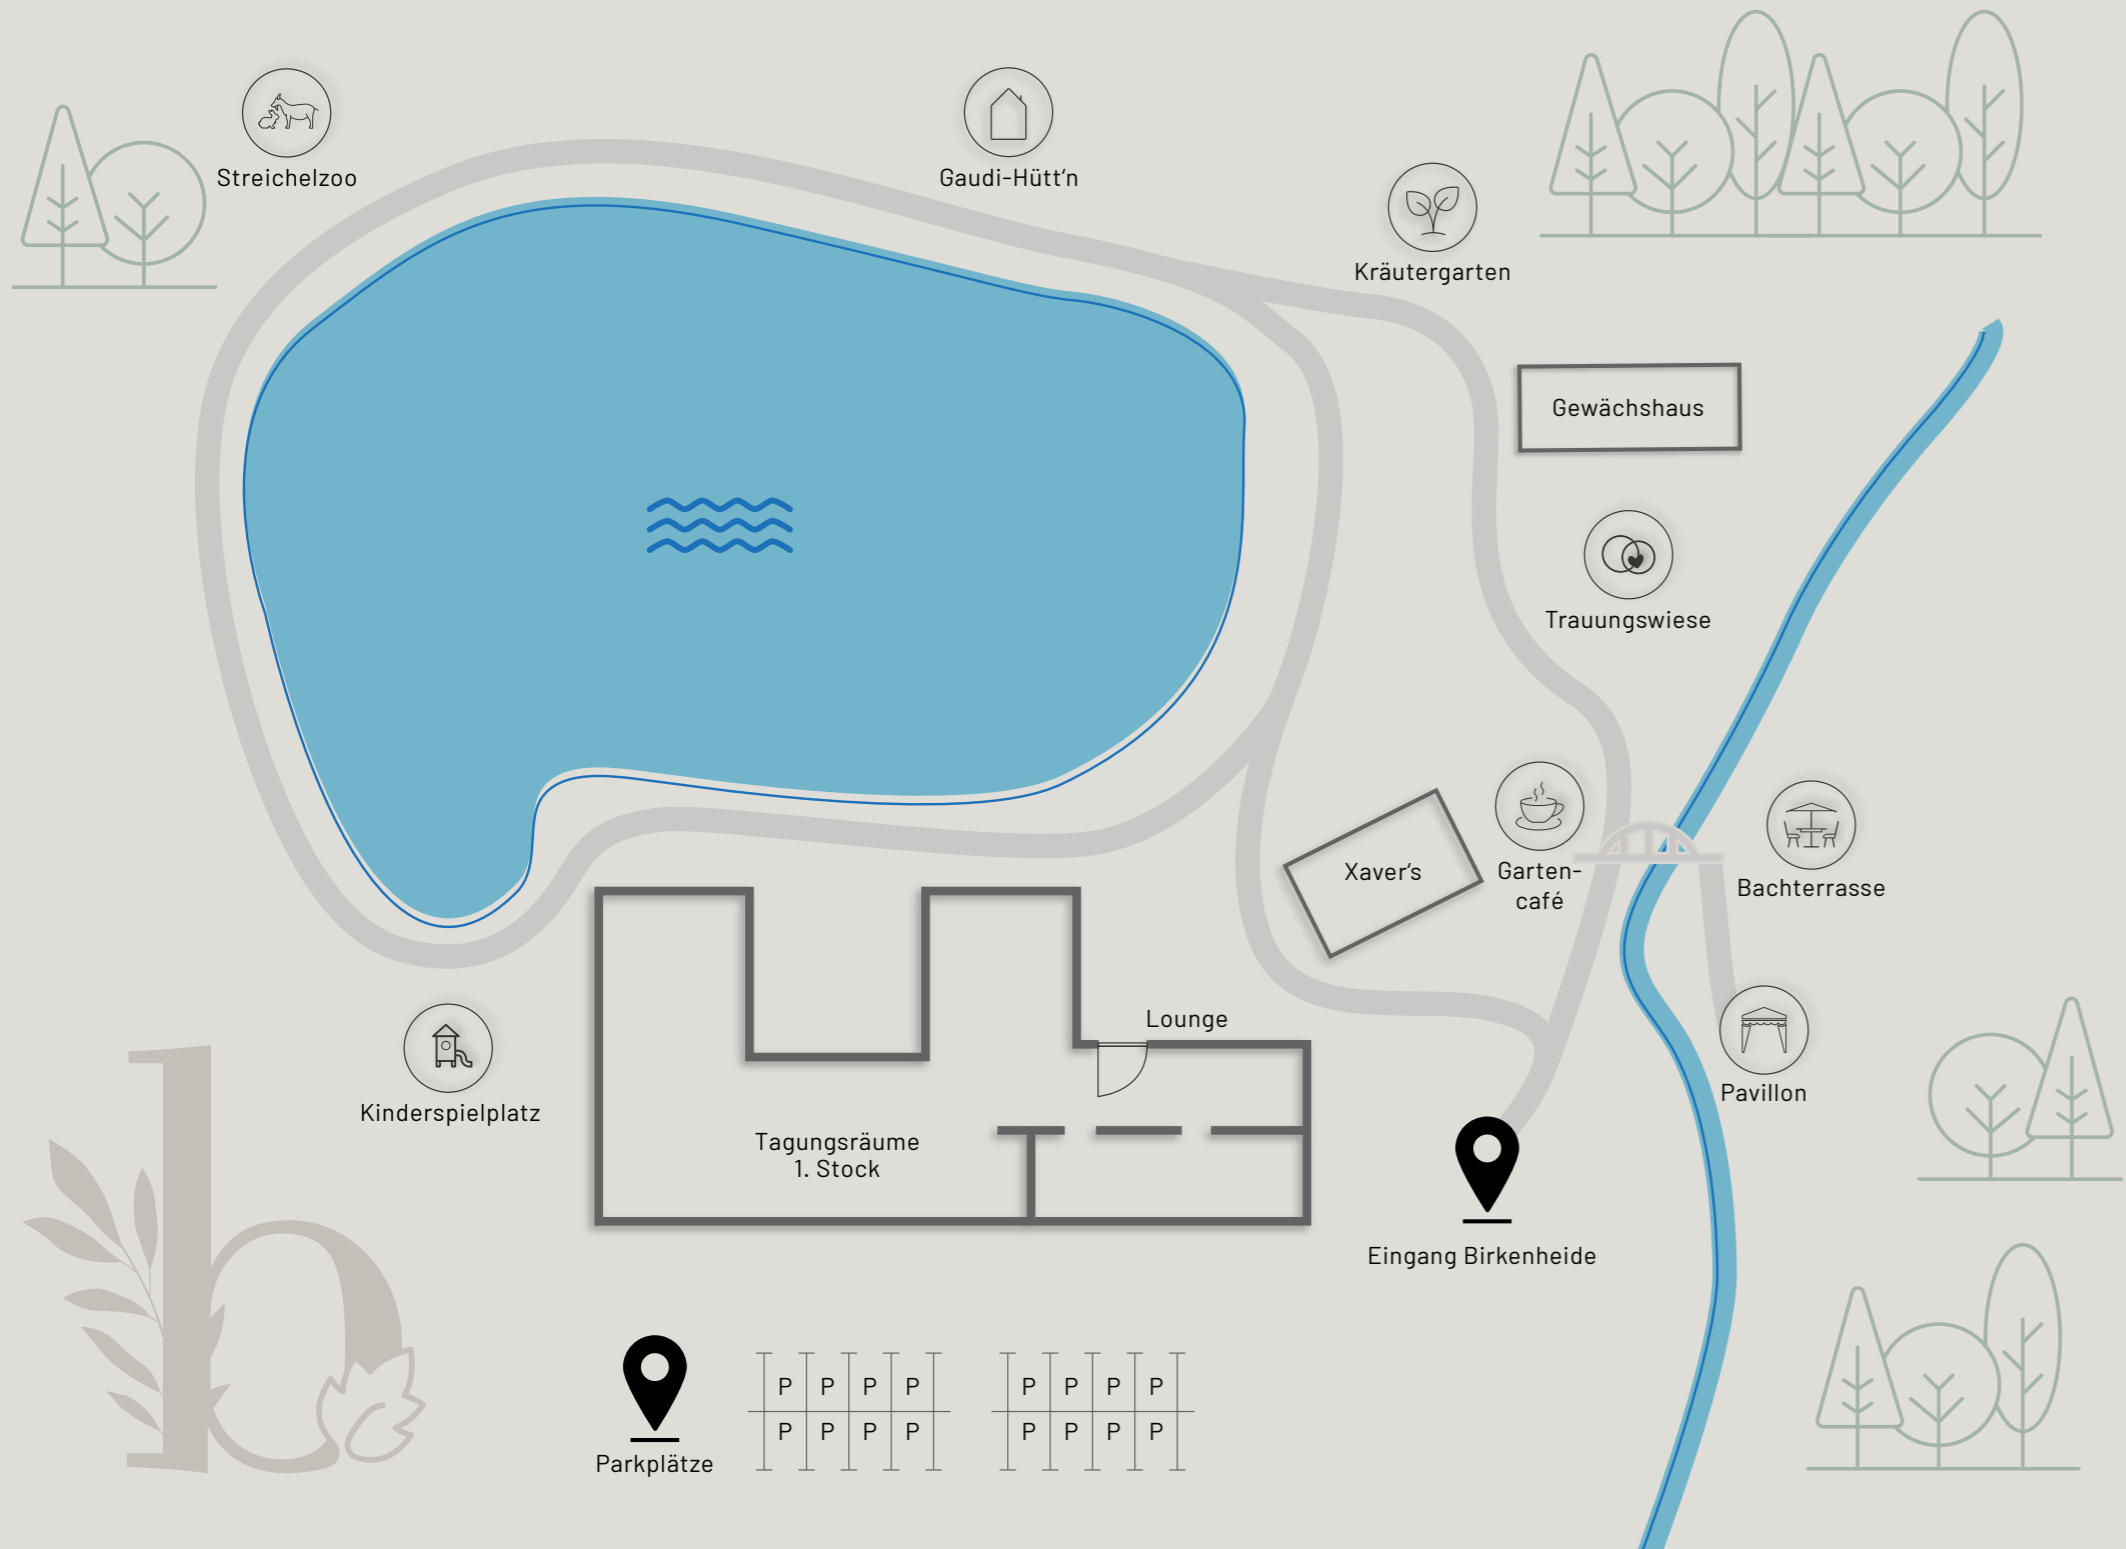 Streichelzoo
Gaudi-Hütt'n
Kräutergarten
Gewächshaus
Trauungswiese
Xaver's
Garten-
café
Bachterrasse
Lounge
Kinderspielplatz
Pavillon
Tagungsräume
1. Stock
Eingang Birkenheide
b
P P P P P P P P
P P P P P P P P
Parkplätze